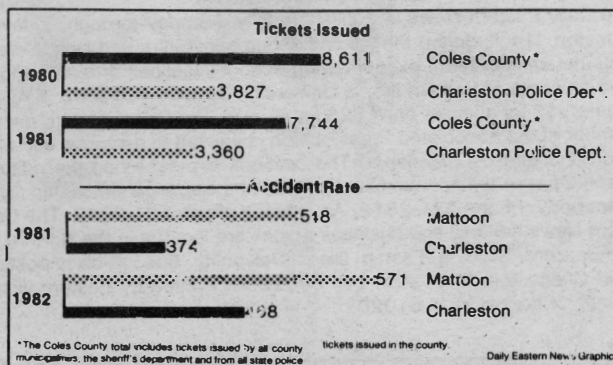 Tickets Issued
1980
8,611 Coles County*
3,827 Charleston Police Dep*.
1981
7,744 Coles County*
3,360 Charleston Police Dept.
Accident Rate
1981
518 Mattoon
374 Charleston
1982
571 Mattoon
468 Charleston
*The Coles County total includes tickets issued by all county
municipalities, the sheriff's department and from all state police
tickets issued in the county.
Daily Eastern News Graphic